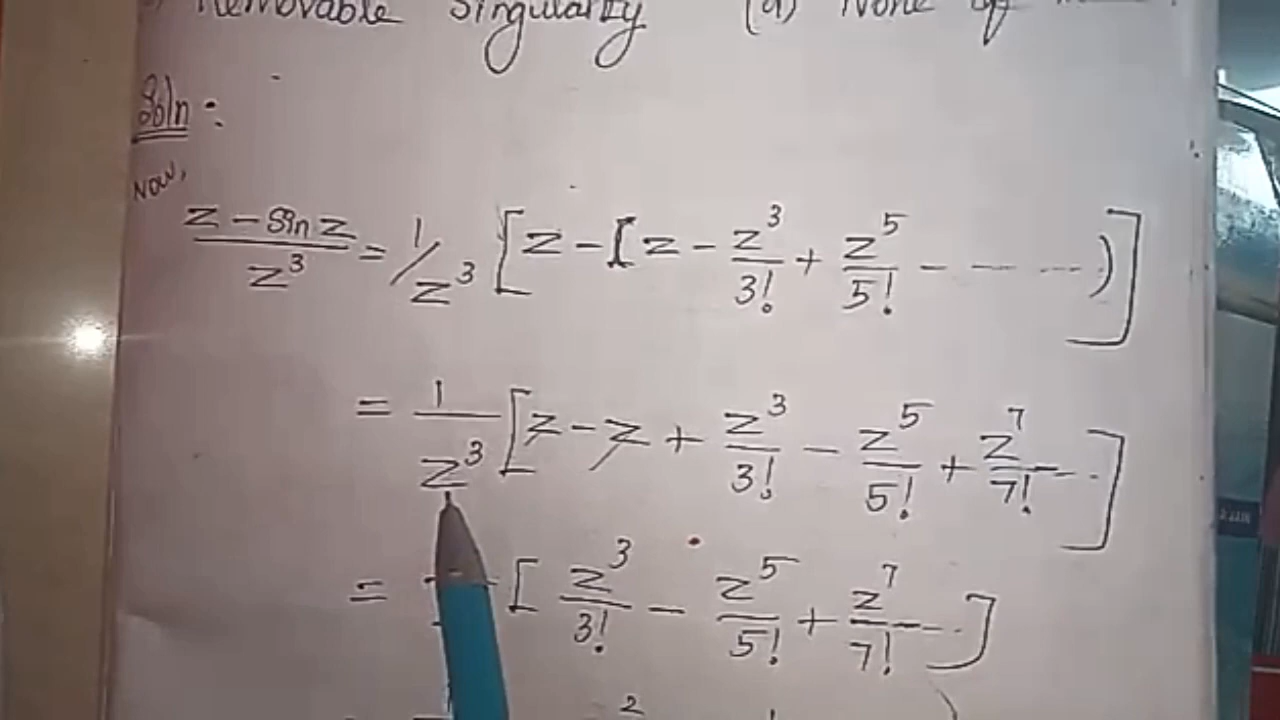 Removable Singularity (d) None of
Soln :
Now,
z - Sin z / z³ = 1/z³ [z - [z - z³/3! + z⁵/5! - - - - - -)]
= 1/z³ [z - z + z³/3! - z⁵/5! + z⁷/7! - - -]
= [z³/3! - z⁵/5! + z⁷/7! - - - -]
2